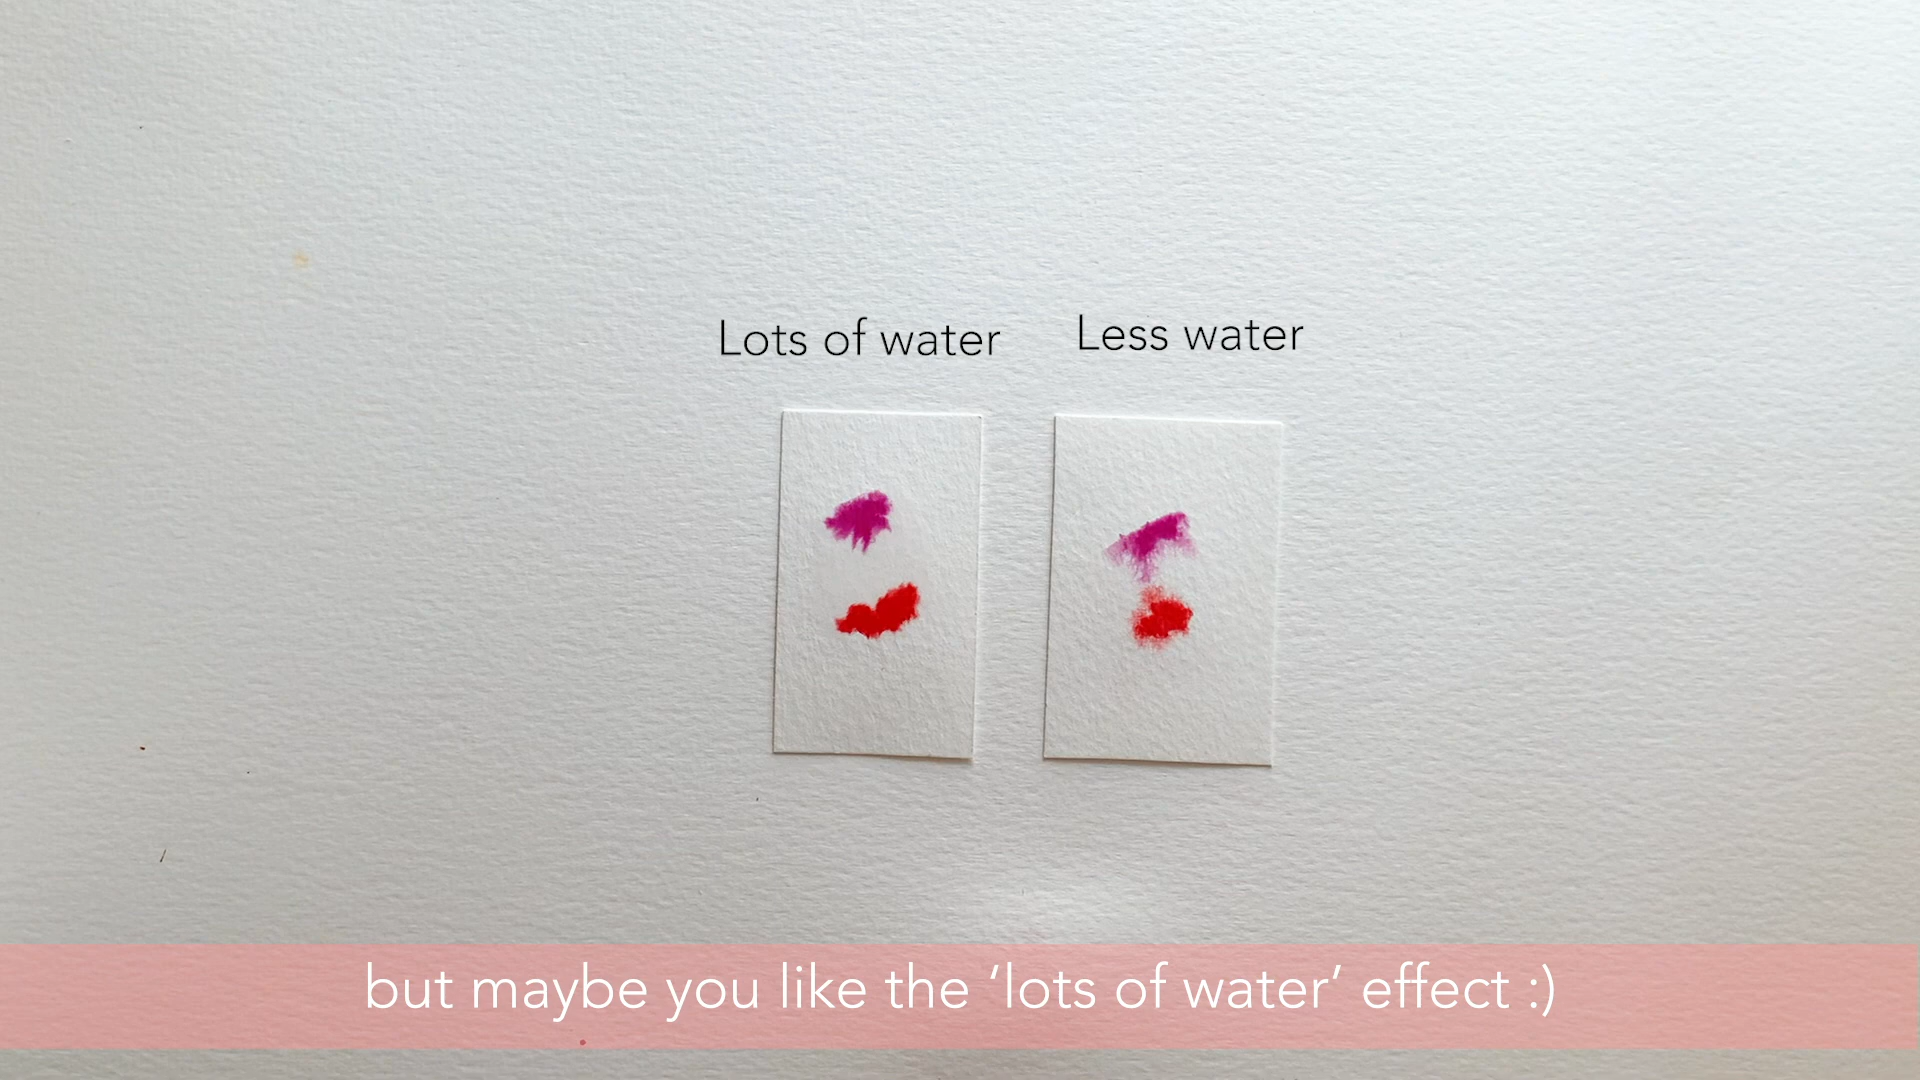 Lots of water
Less water
but maybe you like the ‘lots of water’ effect :)